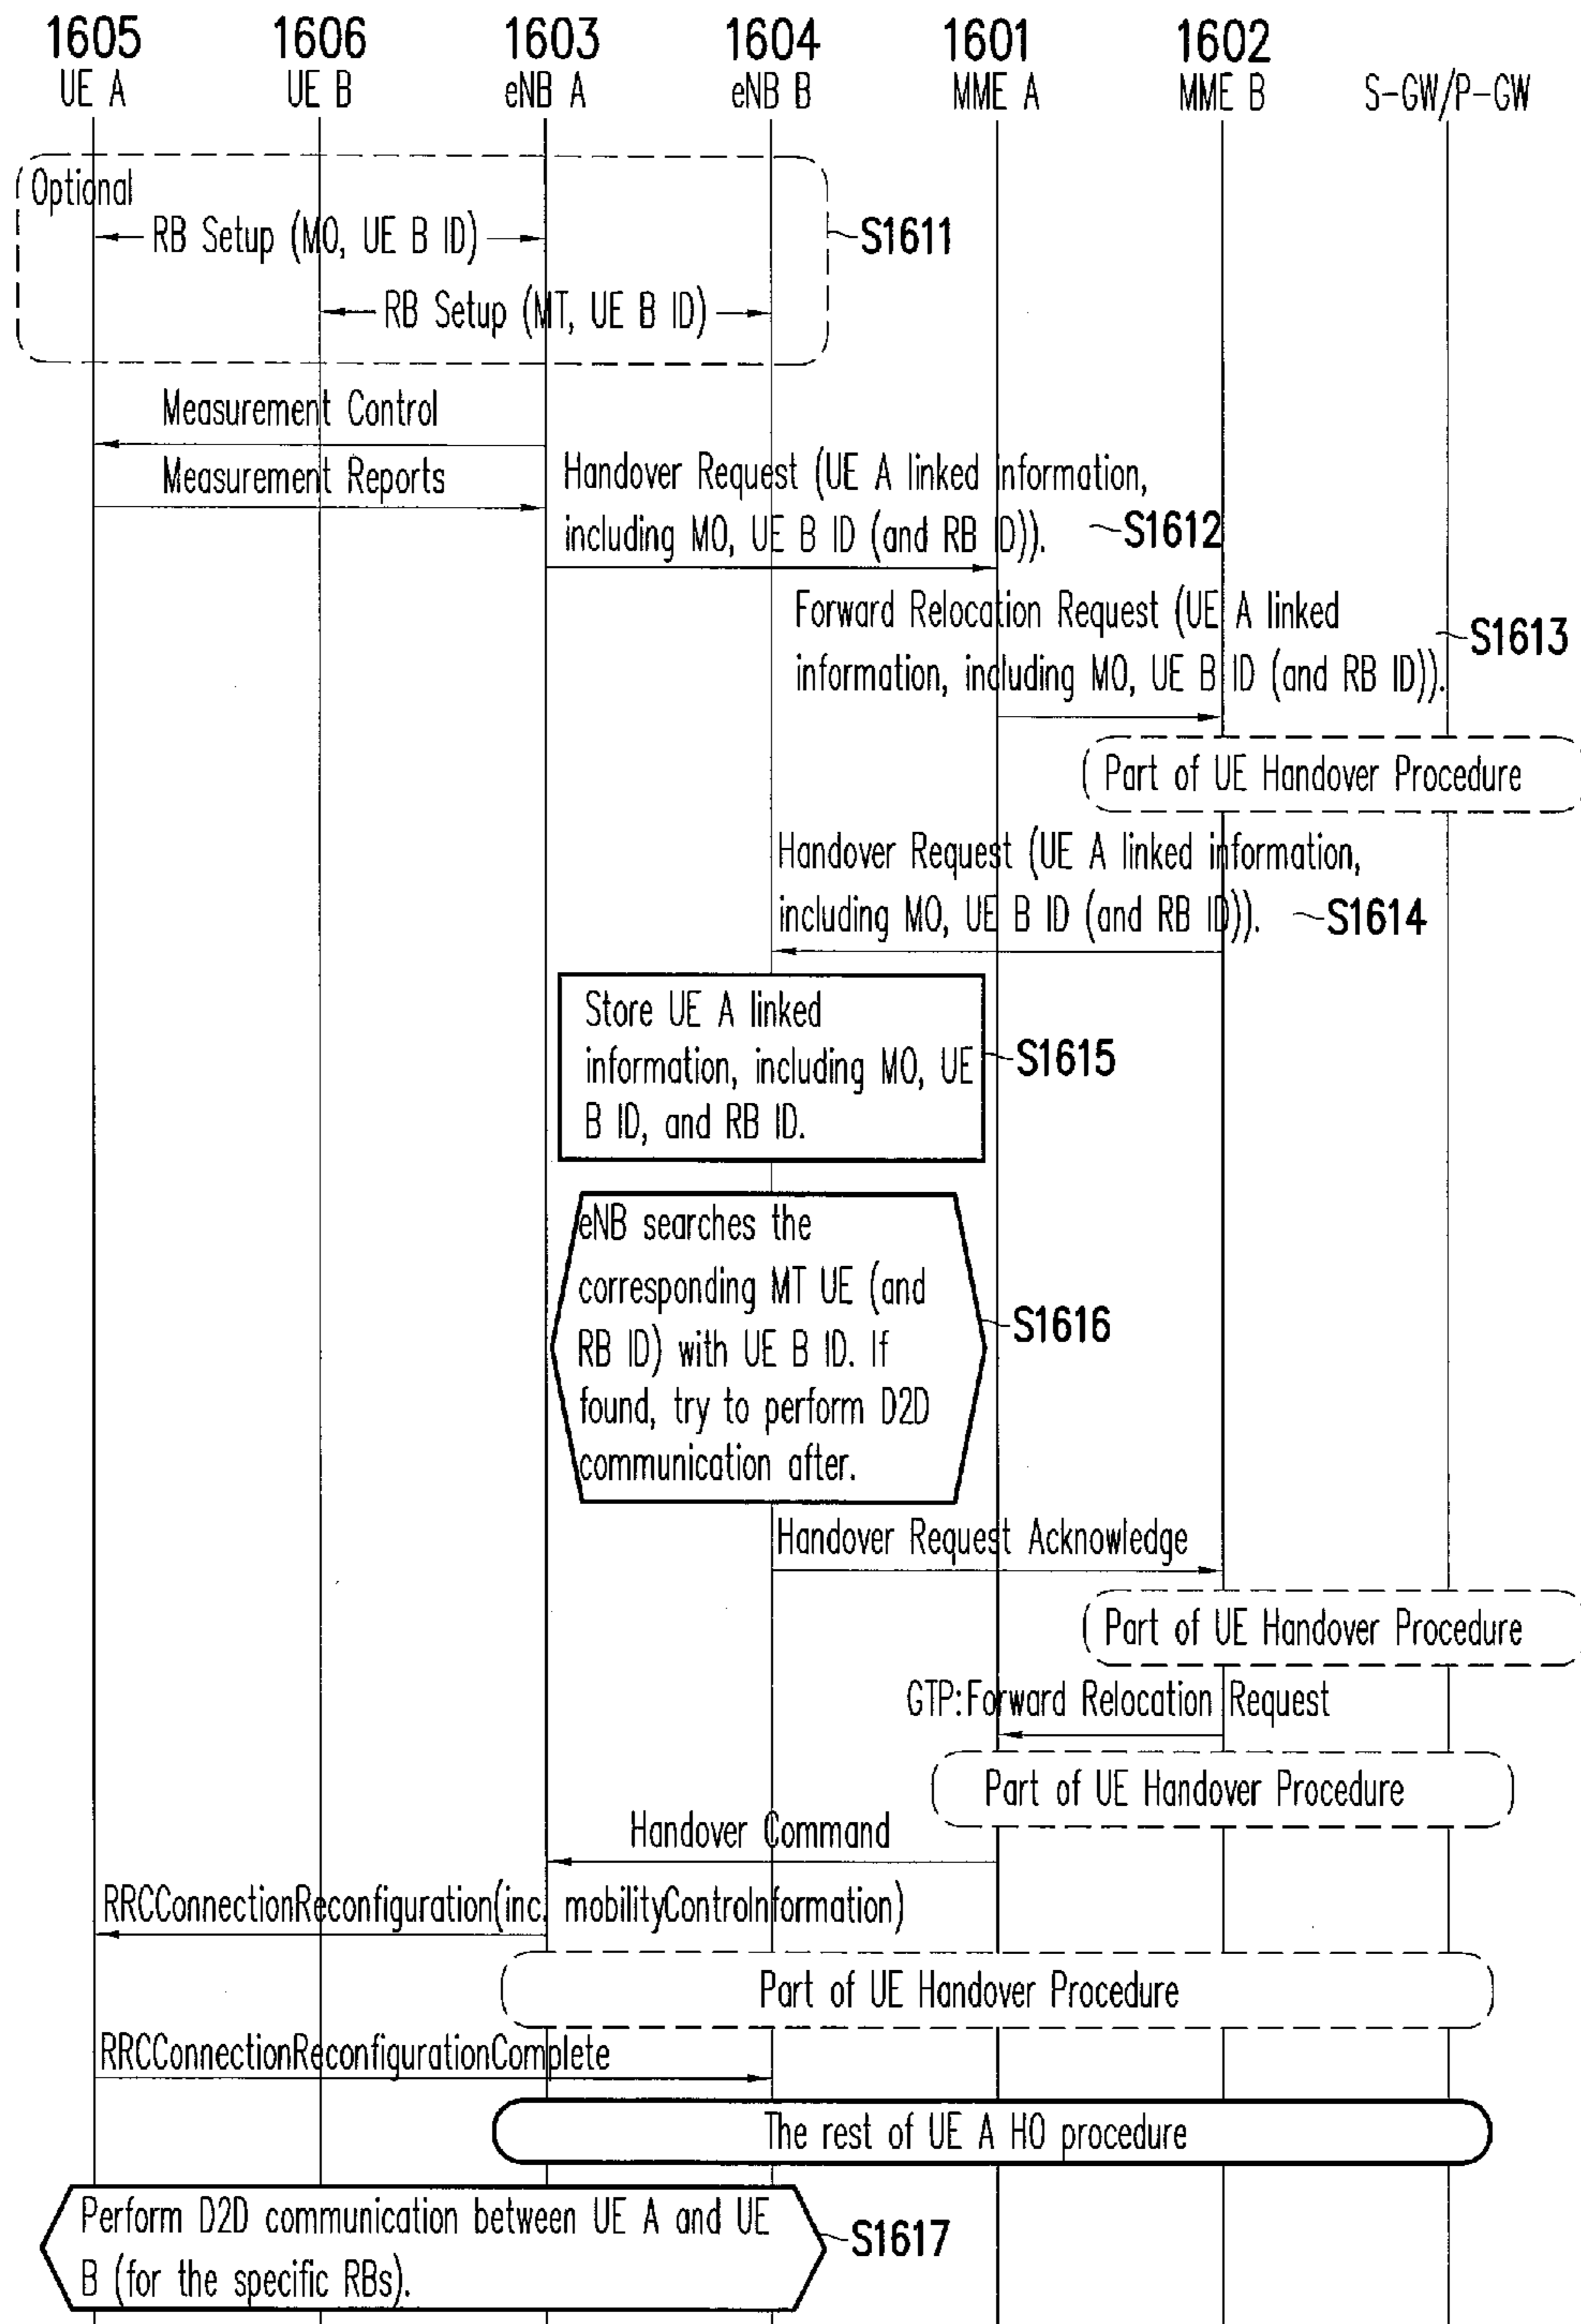 1605
UE A
1606
UE B
1603
eNB A
1604
eNB B
1601
MME A
1602
MME B
S-GW/P-GW
Optional
RB Setup (MO, UE B ID)
S1611
RB Setup (MT, UE B ID)
Measurement Control
Measurement Reports
Handover Request (UE A linked information,
including MO, UE B ID (and RB ID)).
S1612
Forward Relocation Request (UE A linked
information, including MO, UE B ID (and RB ID)).
S1613
Part of UE Handover Procedure
Handover Request (UE A linked information,
including MO, UE B ID (and RB ID)).
S1614
Store UE A linked
information, including MO, UE
B ID, and RB ID.
S1615
eNB searches the
corresponding MT UE (and
RB ID) with UE B ID. If
found, try to perform D2D
communication after.
S1616
Handover Request Acknowledge
Part of UE Handover Procedure
GTP:Forward Relocation Request
Part of UE Handover Procedure
Handover Command
RRCConnectionReconfiguration(inc. mobilityControInformation)
Part of UE Handover Procedure
RRCConnectionReconfigurationComplete
The rest of UE A HO procedure
Perform D2D communication between UE A and UE
B (for the specific RBs).
S1617